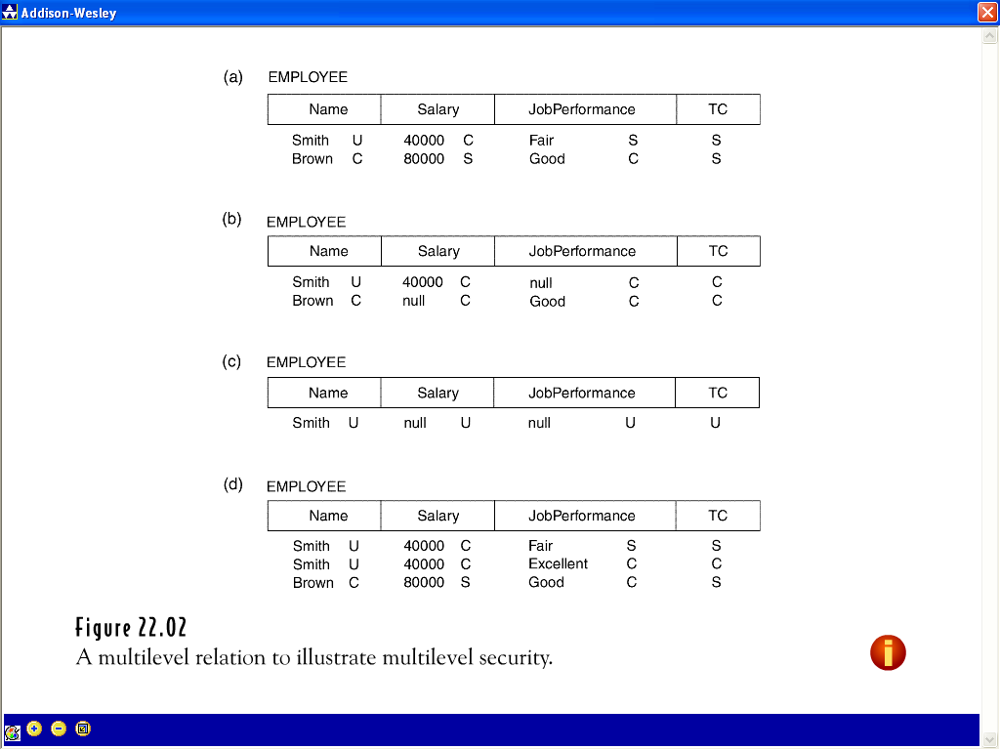 Addison-Wesley
(a) EMPLOYEE
Name Salary JobPerformance TC
Smith U 40000 C Fair S S
Brown C 80000 S Good C S
(b) EMPLOYEE
Name Salary JobPerformance TC
Smith U 40000 C null C C
Brown C null C Good C C
(c) EMPLOYEE
Name Salary JobPerformance TC
Smith U null U null U U
(d) EMPLOYEE
Name Salary JobPerformance TC
Smith U 40000 C Fair S S
Smith U 40000 C Excellent C C
Brown C 80000 S Good C S
Figure 22.02
A multilevel relation to illustrate multilevel security.